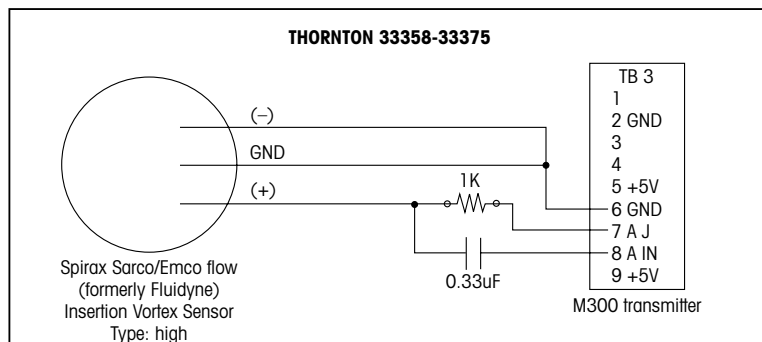 THORNTON 33358-33375
(–)
GND
(+)
1K
0.33uF
TB 3
1
2 GND
3
4
5 +5V
6 GND
7 A J
8 A IN
9 +5V
M300 transmitter
Spirax Sarco/Emco flow
(formerly Fluidyne)
Insertion Vortex Sensor
Type: high